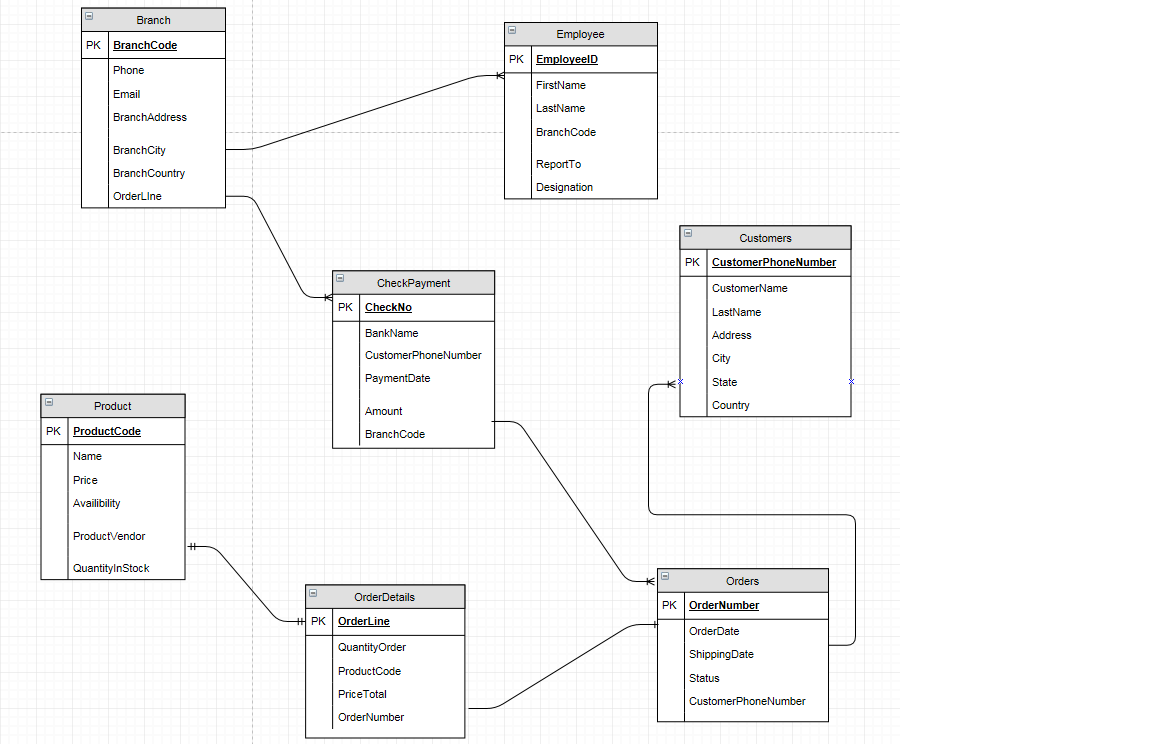 Branch
PK BranchCode
Phone
Email
BranchAddress
BranchCity
BranchCountry
OrderLIne
Employee
PK EmployeeID
FirstName
LastName
BranchCode
ReportTo
Designation
Customers
PK CustomerPhoneNumber
CustomerName
LastName
Address
City
State
Country
CheckPayment
PK CheckNo
BankName
CustomerPhoneNumber
PaymentDate
Amount
BranchCode
Product
PK ProductCode
Name
Price
Availibility
ProductVendor
QuantityInStock
OrderDetails
PK OrderLine
QuantityOrder
ProductCode
PriceTotal
OrderNumber
Orders
PK OrderNumber
OrderDate
ShippingDate
Status
CustomerPhoneNumber